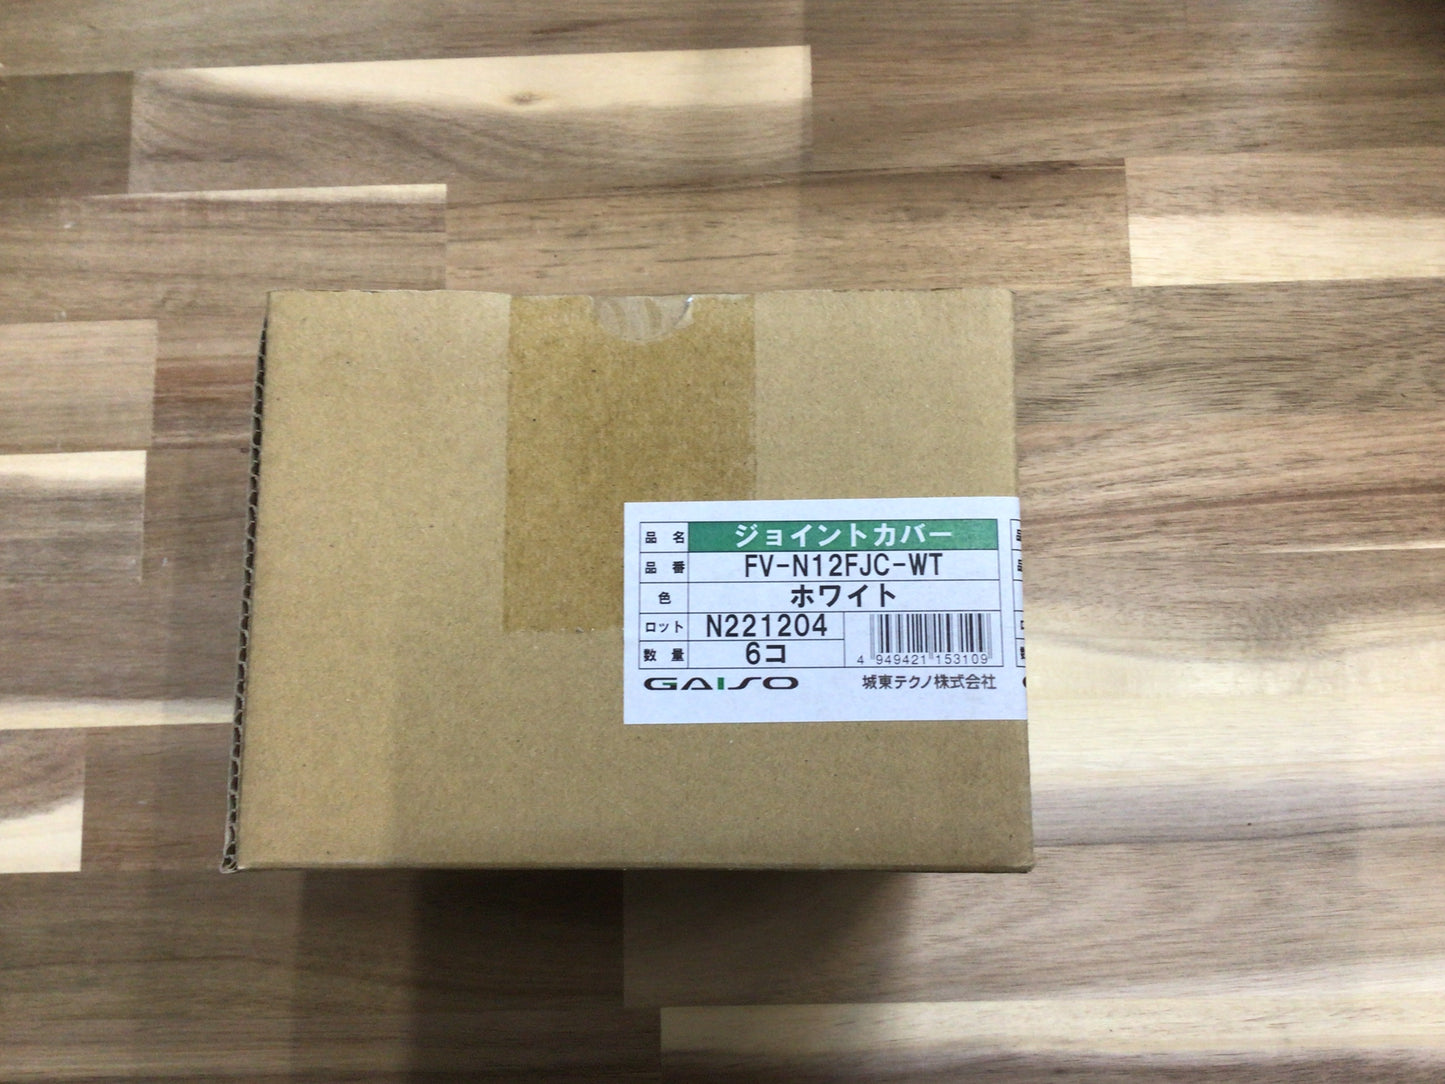 品名 ジョイントカバー
品番 FV-N12FJC-WT
色 ホワイト
ロット N221204
数量 6コ
4 949421 153109
GAISO 城東テクノ株式会社